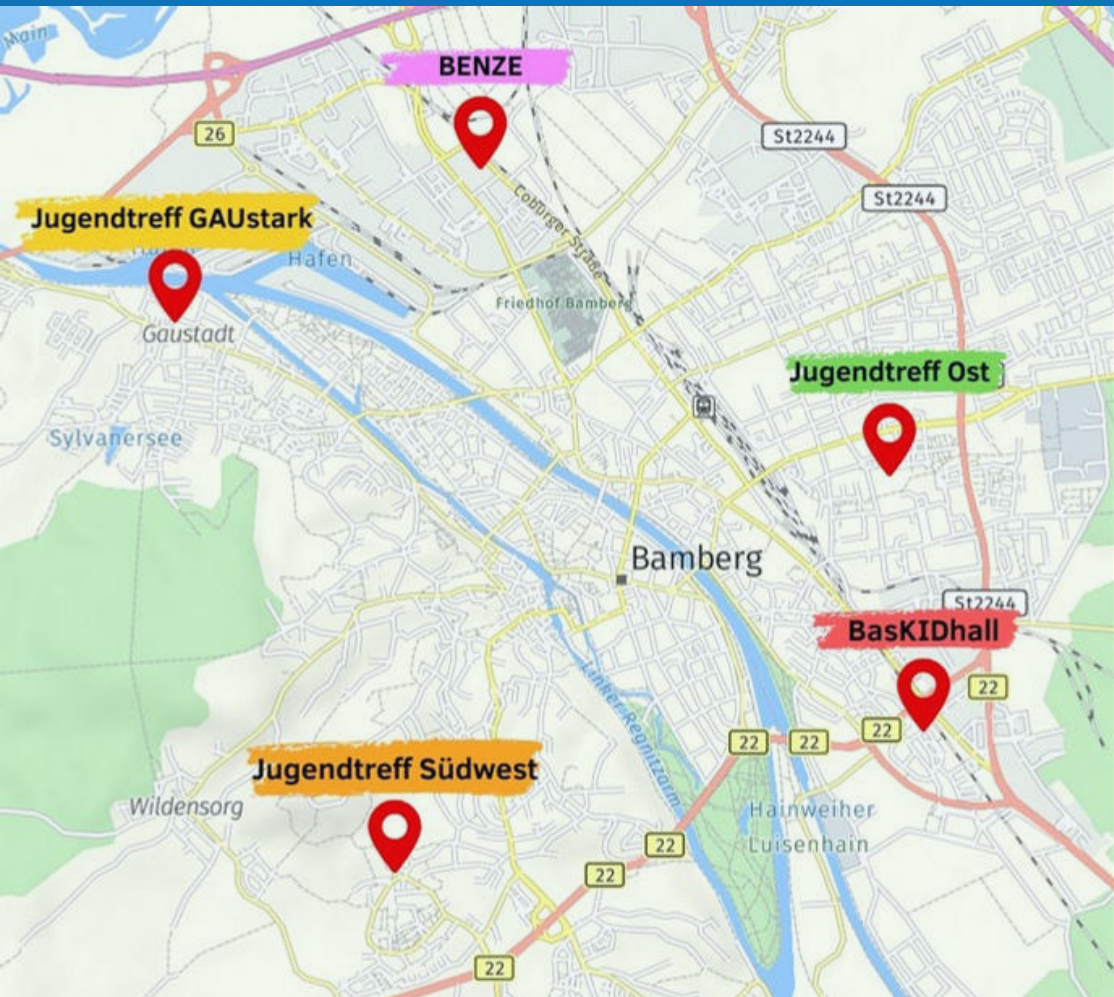 Main
BENZE
26
St2244
St2244
Coburger Straße
Jugendtreff GAUstark
Hafen
Friedhof Bamberg
Gaustadt
Jugendtreff Ost
Sylvanersee
Bamberg
St2244
BasKIDhall
22
22
22
22
Linker Regnitzarm
Jugendtreff Südwest
Wildensorg
Hainweiher
Luisenhain
22
22
22